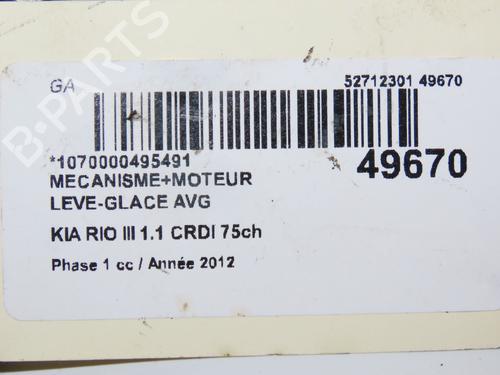 GA
52712301 49670
*1070000495491
49670
MECANISME+MOTEUR
LEVE-GLACE AVG
KIA RIO III 1.1 CRDI 75ch
Phase 1 cc / Année 2012
B-PARTS